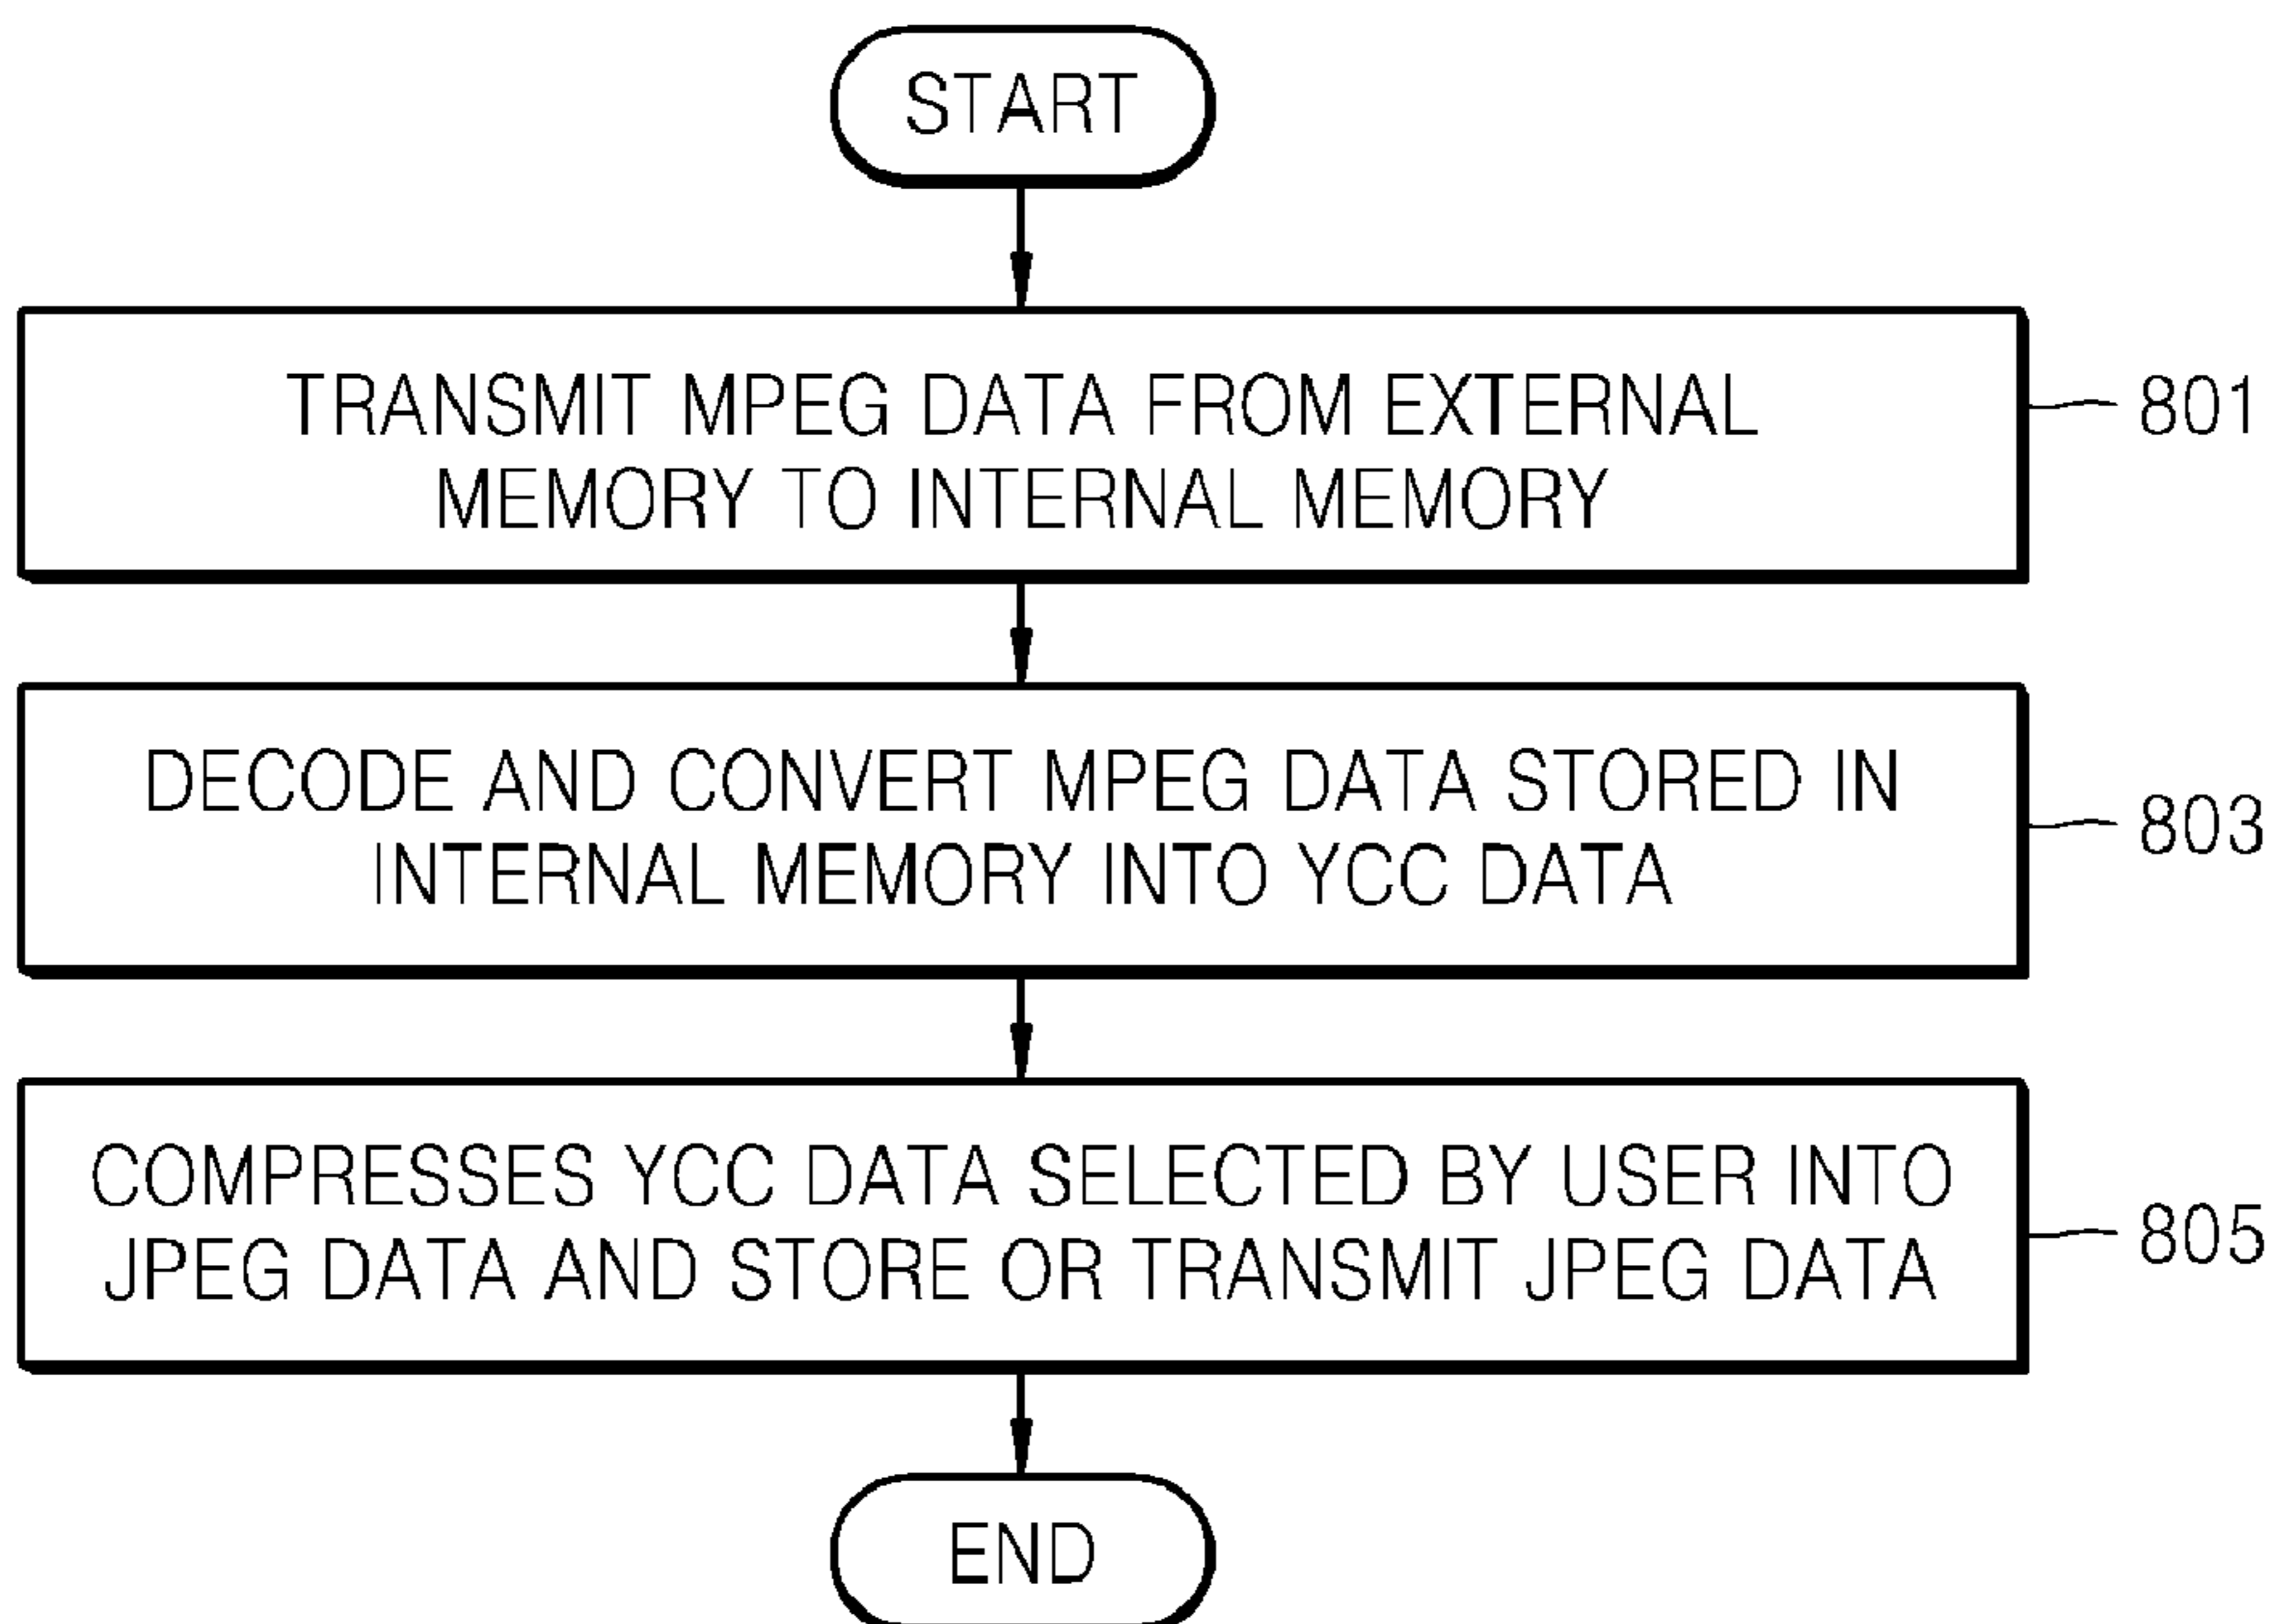 START
TRANSMIT MPEG DATA FROM EXTERNAL
MEMORY TO INTERNAL MEMORY
801
DECODE AND CONVERT MPEG DATA STORED IN
INTERNAL MEMORY INTO YCC DATA
803
COMPRESSES YCC DATA SELECTED BY USER INTO
JPEG DATA AND STORE OR TRANSMIT JPEG DATA
805
END